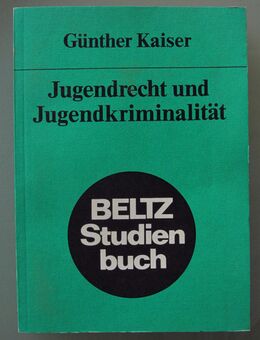 Günther Kaiser
Jugendrecht und
Jugendkriminalität
BELTZ
Studien
buch